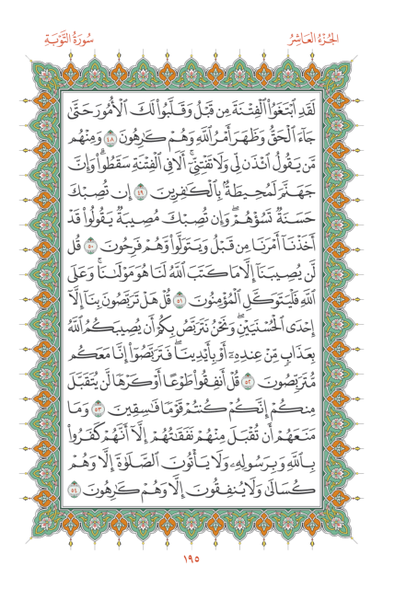 الجُزءُ العَاشِرُ
سُورَةُ التَّوْبَةِ
لَقَدِ ٱبْتَغَوُاْ ٱلْفِتْنَةَ مِن قَبْلُ وَقَلَّبُواْ لَكَ ٱلْأُمُورَ حَتَّىٰ
جَآءَ ٱلْحَقُّ وَظَهَرَ أَمْرُ ٱللَّهِ وَهُمْ كَٰرِهُونَ ٤٨ وَمِنْهُم
مَّن يَقُولُ ٱئْذَن لِّى وَلَا تَفْتِنِّىٓ أَلَا فِى ٱلْفِتْنَةِ سَقَطُواْ وَإِنَّ
جَهَنَّمَ لَمُحِيطَةٌۢ بِٱلْكَٰفِرِينَ ٤٩ إِن تُصِبْكَ
حَسَنَةٌ تَسُؤْهُمْ وَإِن تُصِبْكَ مُصِيبَةٌ يَقُولُواْ قَدْ
أَخَذْنَآ أَمْرَنَا مِن قَبْلُ وَيَتَوَلَّواْ وَّهُمْ فَرِحُونَ ٥٠ قُل
لَّن يُصِيبَنَآ إِلَّا مَا كَتَبَ ٱللَّهُ لَنَا هُوَ مَوْلَىٰنَا وَعَلَى
ٱللَّهِ فَلْيَتَوَكَّلِ ٱلْمُؤْمِنُونَ ٥١ قُلْ هَلْ تَرَبَّصُونَ بِنَآ إِلَّآ
إِحْدَى ٱلْحُسْنَيَيْنِ وَنَحْنُ نَتَرَبَّصُ بِكُمْ أَن يُصِيبَكُمُ ٱللَّهُ
بِعَذَابٍ مِّنْ عِندِهِۦٓ أَوْ بِأَيْدِينَا فَتَرَبَّصُوٓاْ إِنَّا مَعَكُم
مُّتَرَبِّصُونَ ٥٢ قُلْ أَنفِقُواْ طَوْعًا أَوْ كَرْهًا لَّن يُتَقَبَّلَ
مِنكُمْ إِنَّكُمْ كُنتُمْ قَوْمًا فَٰسِقِينَ ٥٣ وَمَا
مَنَعَهُمْ أَن تُقْبَلَ مِنْهُمْ نَفَقَٰتُهُمْ إِلَّآ أَنَّهُمْ كَفَرُواْ
بِٱللَّهِ وَبِرَسُولِهِۦ وَلَا يَأْتُونَ ٱلصَّلَوٰةَ إِلَّا وَهُمْ
كُسَالَىٰ وَلَا يُنفِقُونَ إِلَّا وَهُمْ كَٰرِهُونَ ٥٤
١٩٥